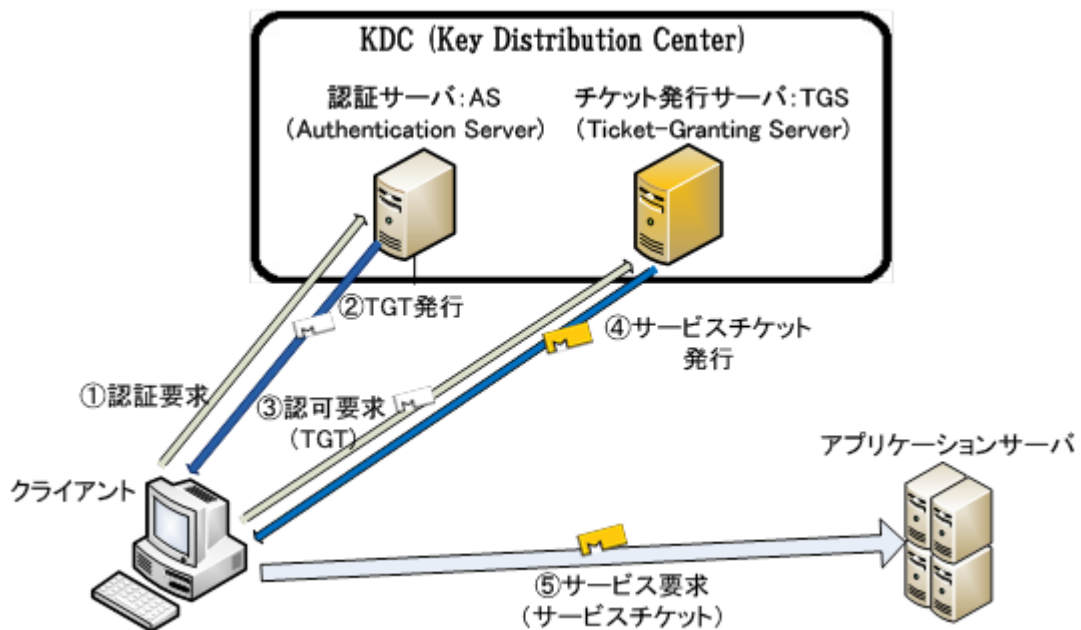 KDC (Key Distribution Center)
認証サーバ:AS
(Authentication Server)
チケット発行サーバ:TGS
(Ticket-Granting Server)
②TGT発行
④サービスチケット
発行
①認証要求
③認可要求
(TGT)
アプリケーションサーバ
クライアント
⑤サービス要求
(サービスチケット)